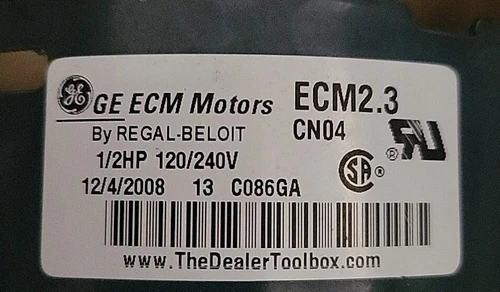 GE ECM Motors ECM2.3
By REGAL-BELOIT CN04
1/2HP 120/240V
12/4/2008 13 C086GA
www.TheDealerToolbox.com